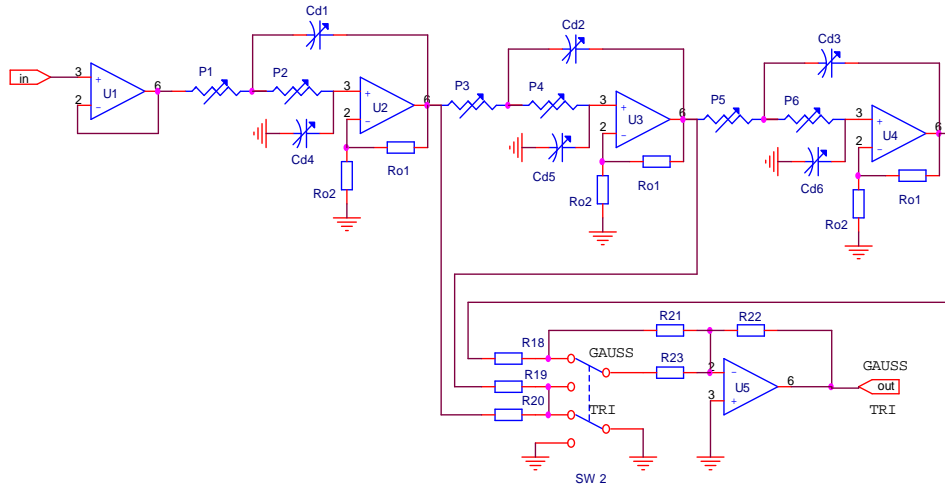 Cd1
Cd2
Cd3
P1
P2
P3
P4
P5
P6
in
3
+
U1
6
2
−
3
+
U2
6
2
−
3
+
U3
6
2
−
3
+
U4
6
2
−
Cd4
Cd5
Cd6
Ro1
Ro1
Ro1
Ro2
Ro2
Ro2
R21
R22
R18
GAUSS
R23
R19
R20
TRI
2
−
U5
6
3
+
GAUSS
out
TRI
SW 2